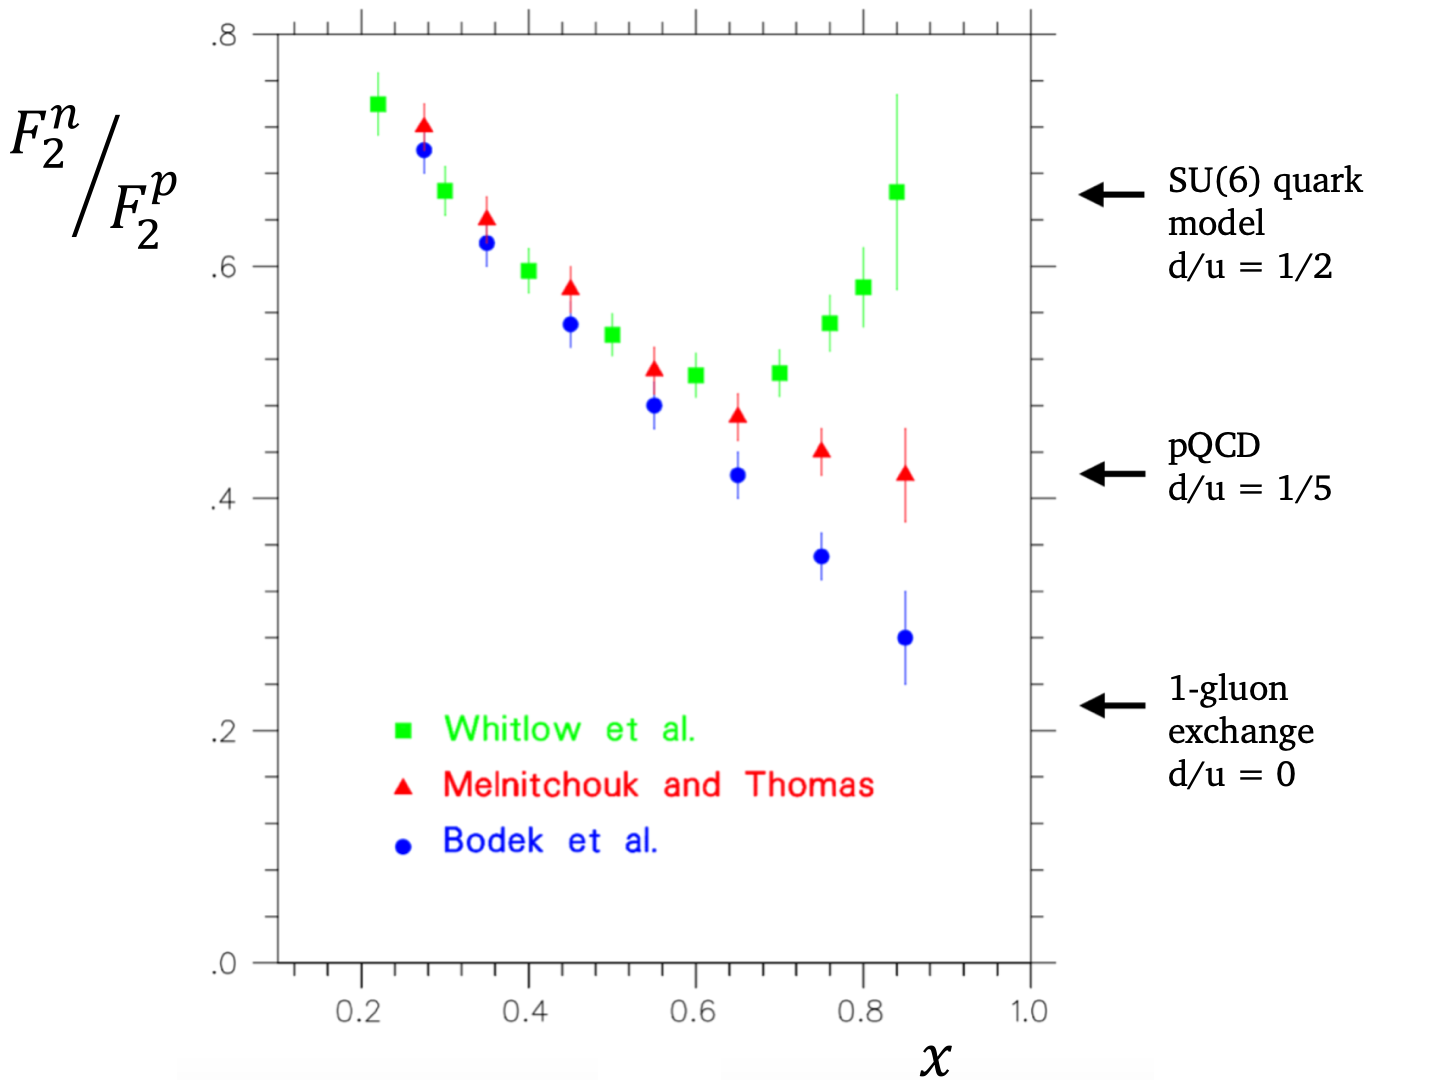 .8
F₂ⁿ/F₂ᵖ
SU(6) quark
model
d/u = 1/2
.6
pQCD
d/u = 1/5
.4
1-gluon
exchange
d/u = 0
.2
Whitlow et al.
Melnitchouk and Thomas
Bodek et al.
.0
0.2 0.4 0.6 0.8 1.0
x